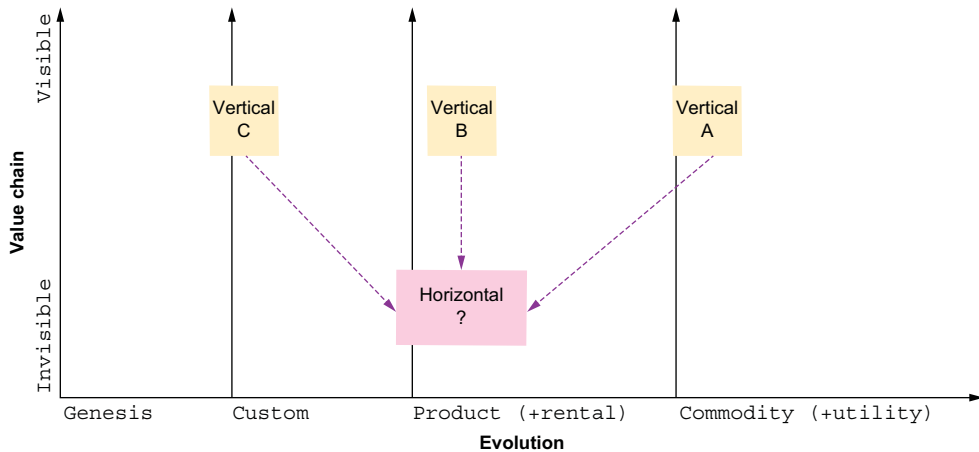 Visible
Value chain
Invisible
Vertical
C
Vertical
B
Vertical
A
Horizontal
?
Genesis
Custom
Product (+rental)
Commodity (+utility)
Evolution